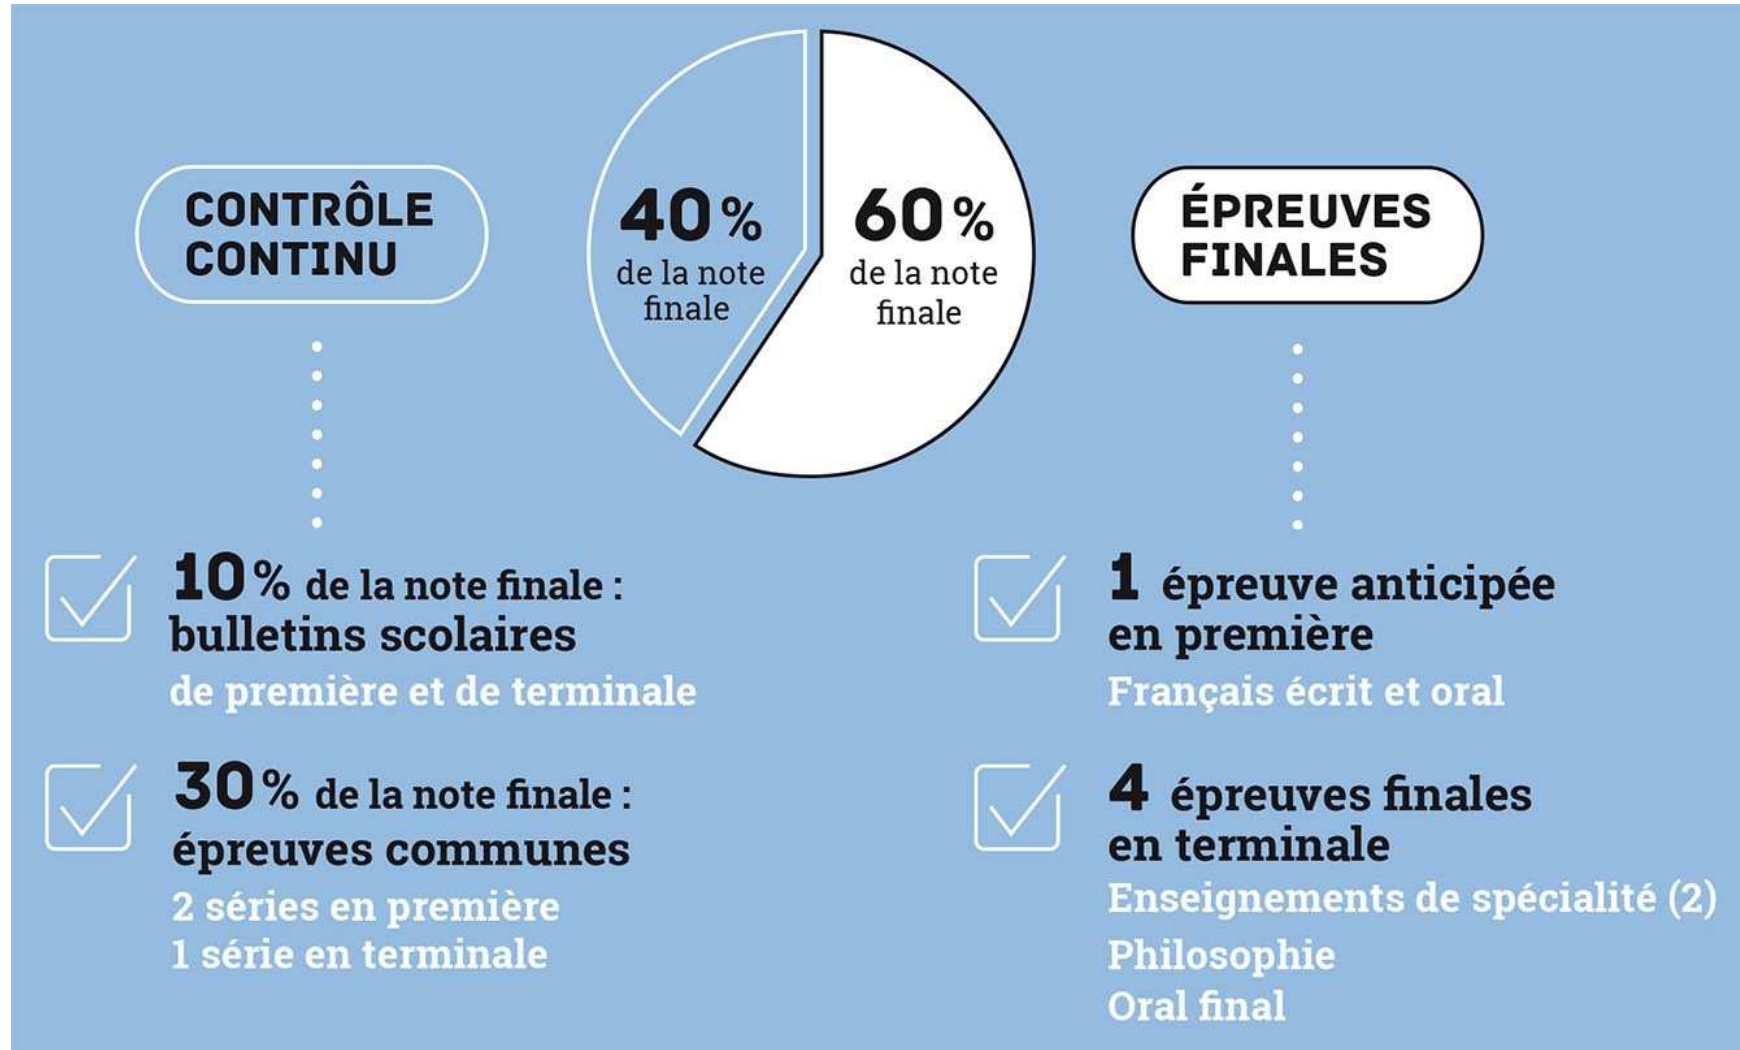 CONTRÔLE
CONTINU
40%
de la note
finale
60%
de la note
finale
ÉPREUVES
FINALES
10% de la note finale :
bulletins scolaires
de première et de terminale
30% de la note finale :
épreuves communes
2 séries en première
1 série en terminale
1 épreuve anticipée
en première
Français écrit et oral
4 épreuves finales
en terminale
Enseignements de spécialité (2)
Philosophie
Oral final